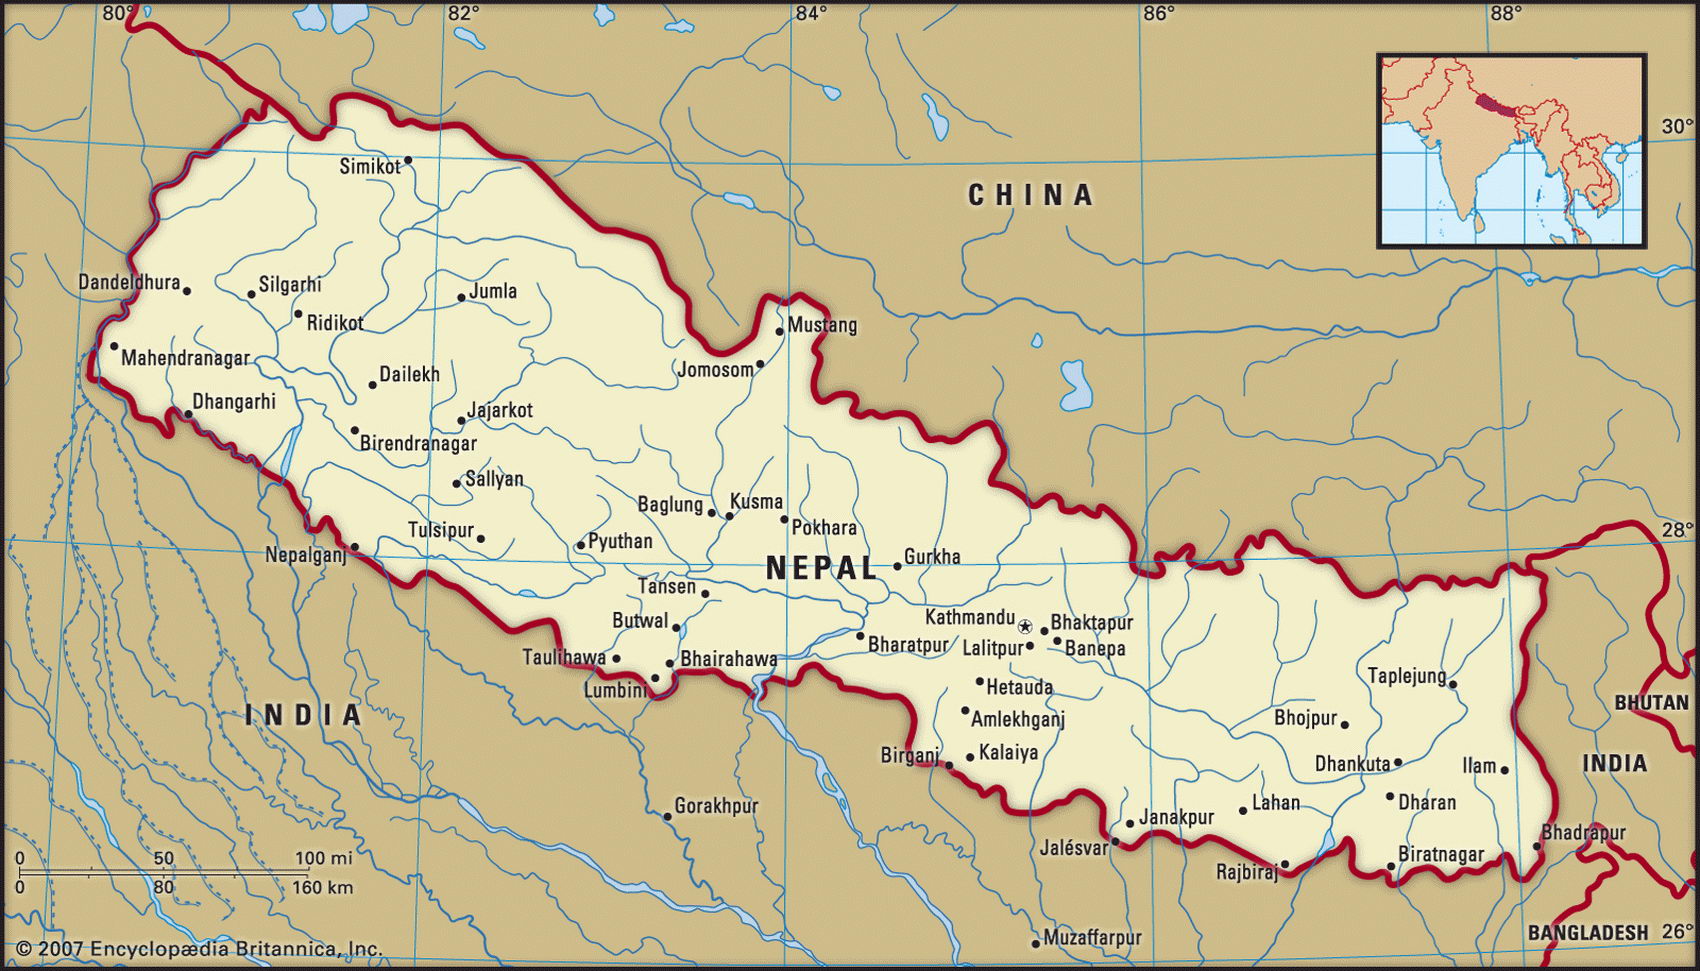 80°
82°
84°
86°
88°
30°
CHINA
Simikot
Dandeldhura
Silgarhi
Jumla
Ridikot
Mustang
Mahendranagar
Jomosom
Dailekh
Dhangarhi
Jajarkot
Birendranagar
Sallyan
Baglung
Kusma
Pokhara
28°
Tulsipur
Pyuthan
Nepalganj
NEPAL
Gurkha
Tansen
Butwal
Kathmandu
Bhaktapur
Bharatpur
Lalitpur
Banepa
Taulihawa
Bhairahawa
Lumbini
Hetauda
Taplejung
BHUTAN
INDIA
Amlekhganj
Bhojpur
Birganj
Kalaiya
Dhankuta
Ilam
INDIA
Gorakhpur
Lahan
Dharan
Janakpur
Bhadrapur
Jalésvar
Biratnagar
Rajbiraj
0 50 100 mi
0 80 160 km
Muzaffarpur
BANGLADESH
26°
© 2007 Encyclopædia Britannica, Inc.